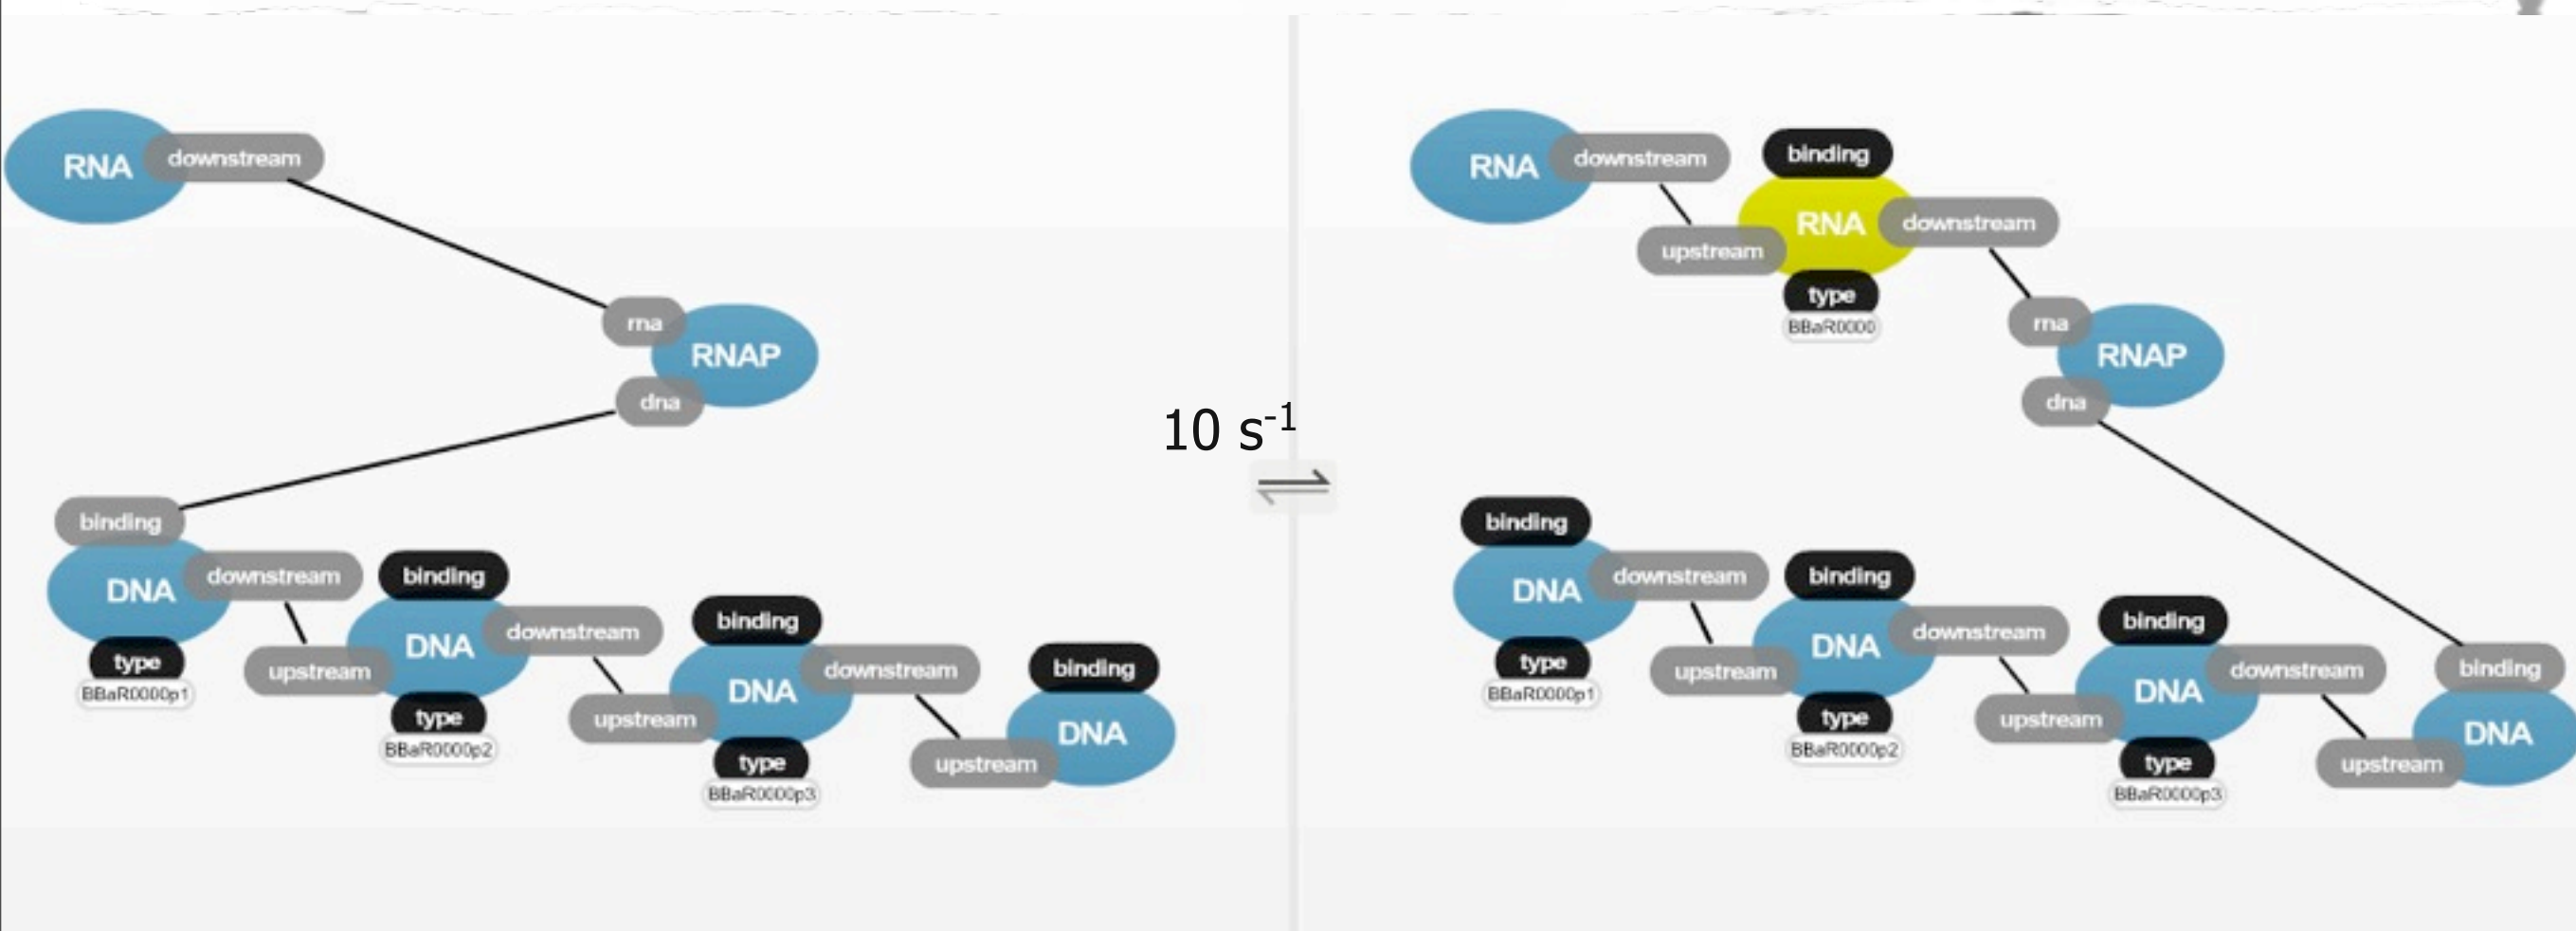 RNA
downstream
rna
RNAP
dna
binding
DNA
downstream
type
BBaR0000p1
binding
upstream
DNA
downstream
type
BBaR0000p2
binding
upstream
DNA
downstream
type
BBaR0000p3
binding
upstream
DNA
10 s⁻¹
RNA
downstream
binding
upstream
RNA
downstream
type
BBaR0000
rna
RNAP
dna
binding
DNA
downstream
type
BBaR0000p1
binding
upstream
DNA
downstream
type
BBaR0000p2
binding
upstream
DNA
downstream
type
BBaR0000p3
binding
upstream
DNA